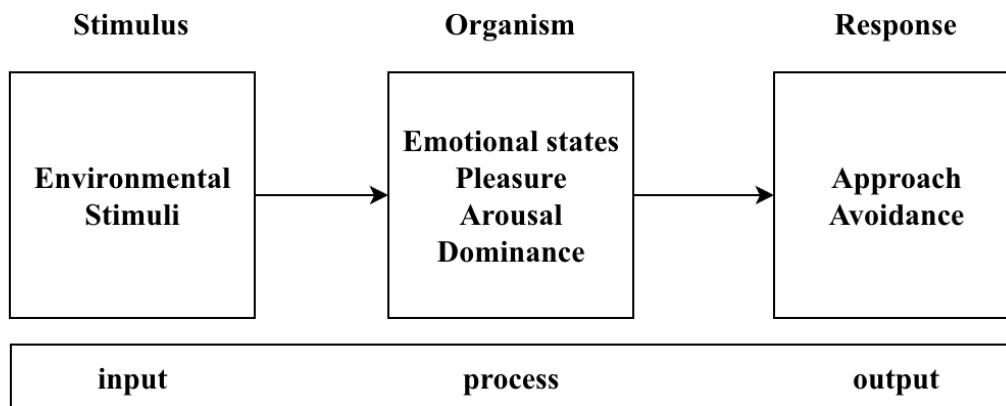 Stimulus Organism Response
Environmental
Stimuli
Emotional states
Pleasure
Arousal
Dominance
Approach
Avoidance
input process output